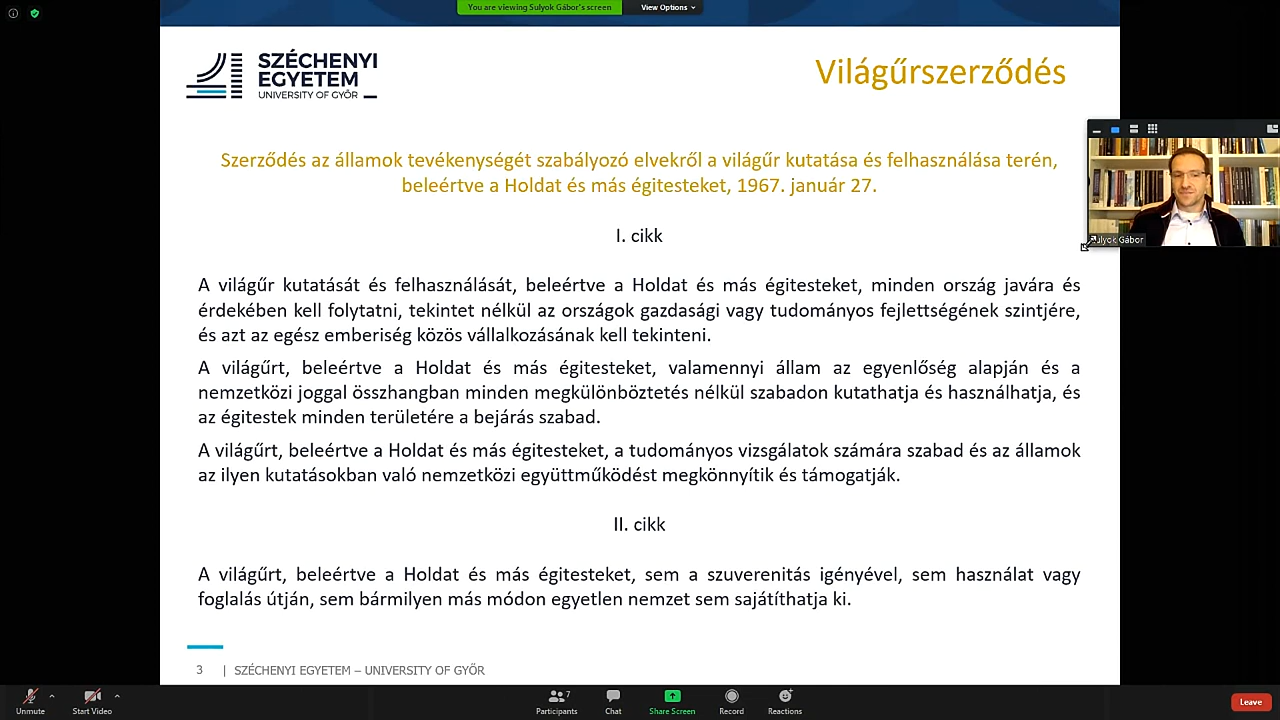 You are viewing Sulyok Gábor's screen
View Options
SZÉCHENYI
EGYETEM
UNIVERSITY OF GYŐR
Világűrszerződés
Szerződés az államok tevékenységét szabályozó elvekről a világűr kutatása és felhasználása terén,
beleértve a Holdat és más égitesteket, 1967. január 27.
I. cikk
A világűr kutatását és felhasználását, beleértve a Holdat és más égitesteket, minden ország javára és
érdekében kell folytatni, tekintet nélkül az országok gazdasági vagy tudományos fejlettségének szintjére,
és azt az egész emberiség közös vállalkozásának kell tekinteni.
A világűrt, beleértve a Holdat és más égitesteket, valamennyi állam az egyenlőség alapján és a
nemzetközi joggal összhangban minden megkülönböztetés nélkül szabadon kutathatja és használhatja, és
az égitestek minden területére a bejárás szabad.
A világűrt, beleértve a Holdat és más égitesteket, a tudományos vizsgálatok számára szabad és az államok
az ilyen kutatásokban való nemzetközi együttműködést megkönnyítik és támogatják.
II. cikk
A világűrt, beleértve a Holdat és más égitesteket, sem a szuverenitás igényével, sem használat vagy
foglalás útján, sem bármilyen más módon egyetlen nemzet sem sajátíthatja ki.
3 | SZÉCHENYI EGYETEM – UNIVERSITY OF GYŐR
Sulyok Gábor
Unmute
Start Video
Participants 7
Chat
Share Screen
Record
Reactions
Leave